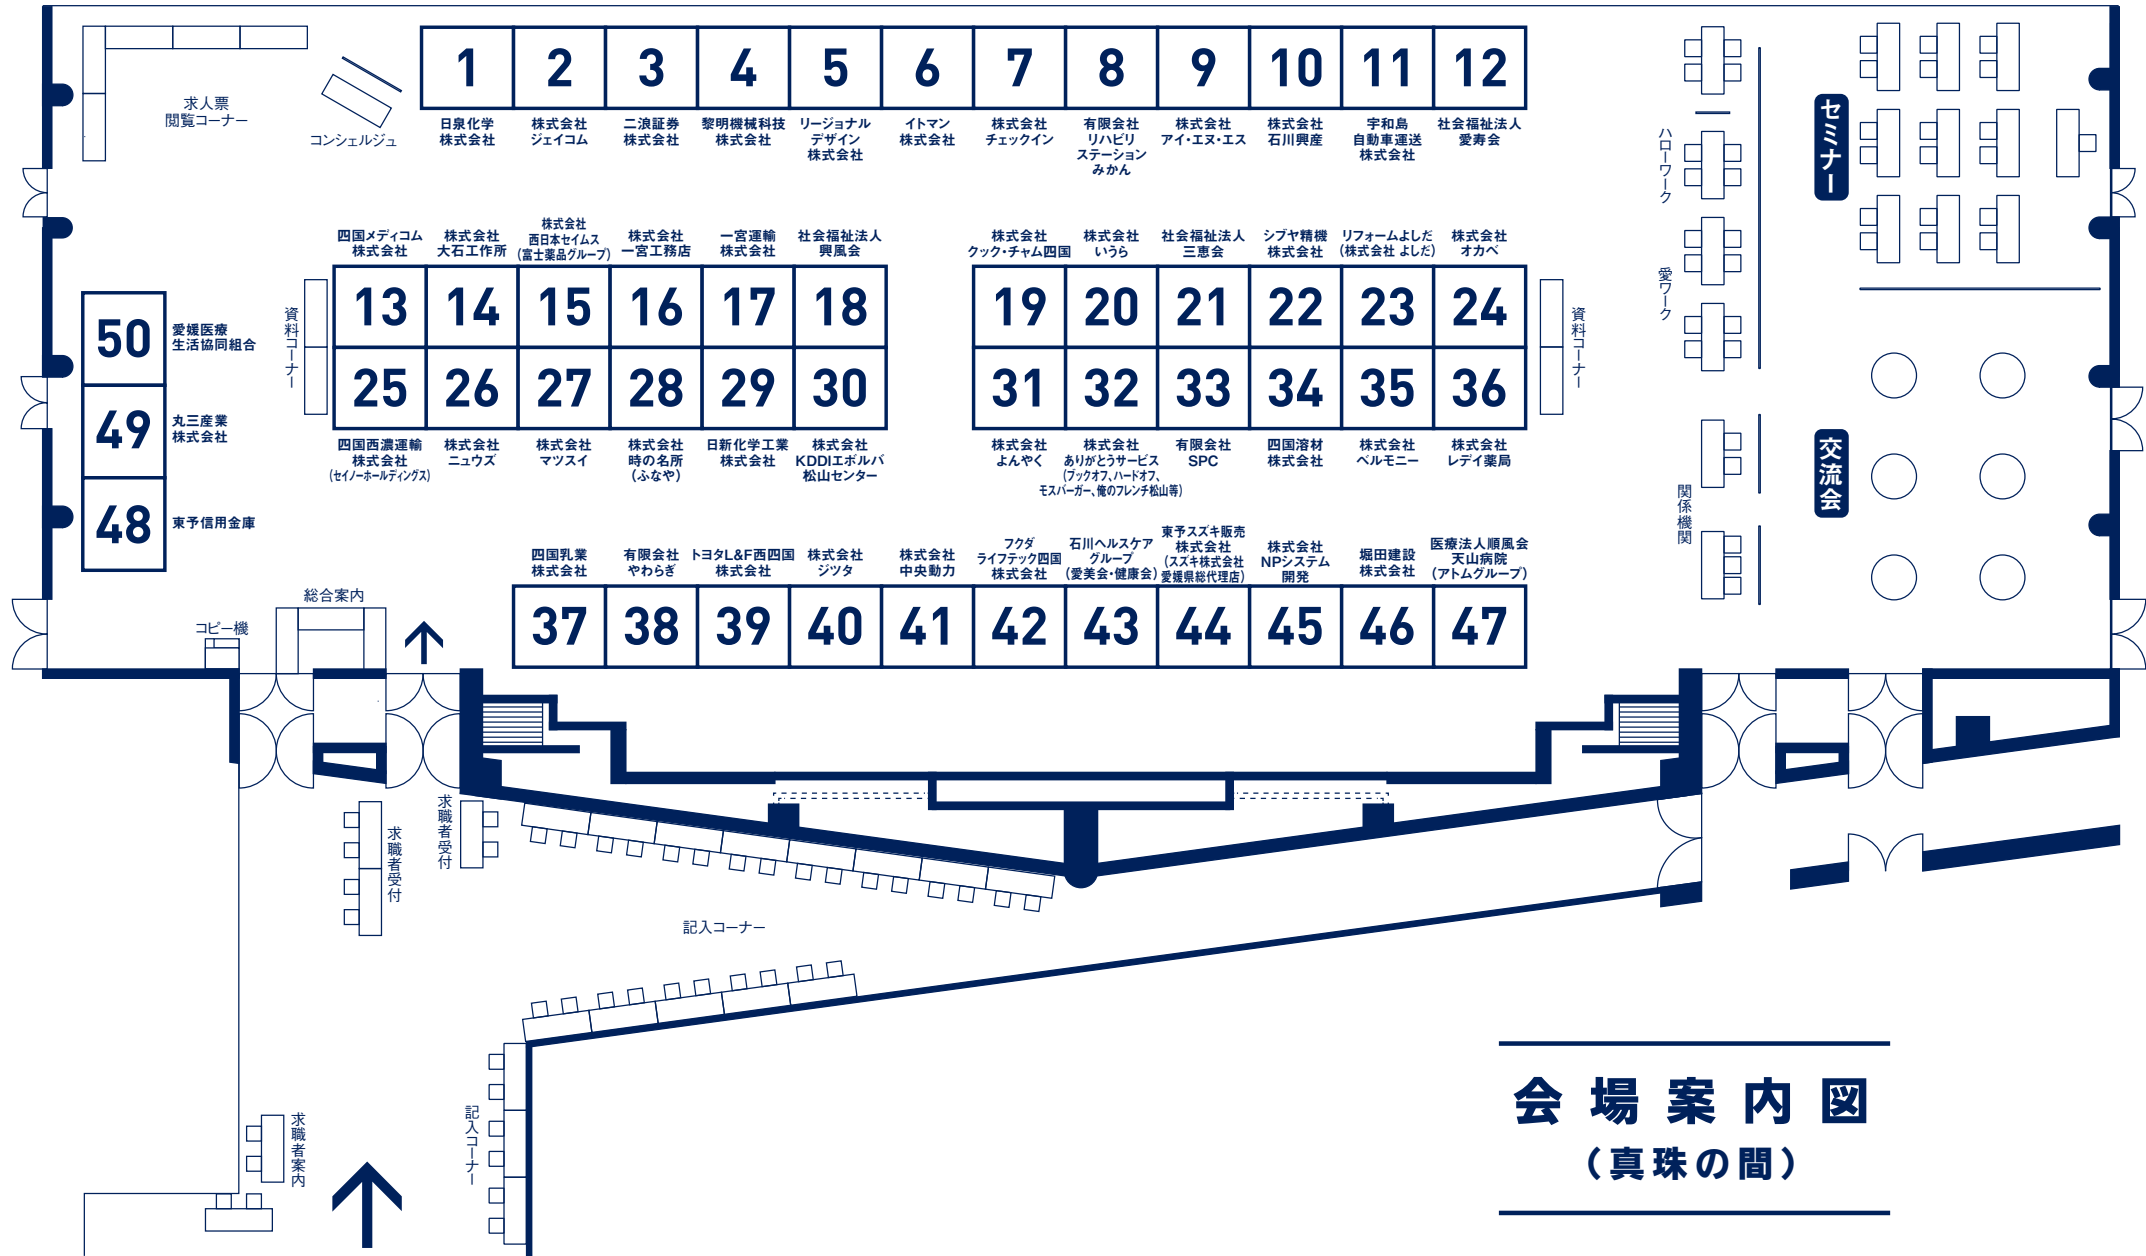 求人票
閲覧コーナー
コンシェルジュ
1
日泉化学
株式会社
2
株式会社
ジェイコム
3
二浪証券
株式会社
4
黎明機械科技
株式会社
5
リージョナル
デザイン
株式会社
6
イトマン
株式会社
7
株式会社
チェックイン
8
有限会社
リハビリ
ステーション
みかん
9
株式会社
アイ・エヌ・エス
10
株式会社
石川興産
11
宇和島
自動車運送
株式会社
12
社会福祉法人
愛寿会
ハローワーク
愛ワーク
セミナー
四国メディコム
株式会社
13
株式会社
大石工作所
14
株式会社
西日本セイムス
(富士薬品グループ)
15
株式会社
一宮工務店
16
一宮運輸
株式会社
17
社会福祉法人
興風会
18
株式会社
クック・チャム四国
19
株式会社
いうら
20
社会福祉法人
三恵会
21
シブヤ精機
株式会社
22
リフォームよしだ
(株式会社 よしだ)
23
株式会社
オカベ
24
資料コーナー
資料コーナー
50
愛媛医療
生活協同組合
49
丸三産業
株式会社
48
東予信用金庫
25
四国西濃運輸
株式会社
(セイノーホールディングス)
26
株式会社
ニュウズ
27
株式会社
マツスイ
28
株式会社
時の名所
(ふなや)
29
日新化学工業
株式会社
30
株式会社
KDDIエボルバ
松山センター
31
株式会社
よんやく
32
株式会社
ありがとうサービス
(ブックオフ、ハードオフ、
モスバーガー、俺のフレンチ松山等)
33
有限会社
SPC
34
四国溶材
株式会社
35
株式会社
ベルモニー
36
株式会社
レデイ薬局
関係機関
交流会
四国乳業
株式会社
37
有限会社
やわらぎ
38
トヨタL&F西四国
株式会社
39
株式会社
ジツタ
40
株式会社
中央動力
41
フクダ
ライフテック四国
株式会社
42
石川ヘルスケア
グループ
(愛美会・健康会)
43
東予スズキ販売
株式会社
(スズキ株式会社
愛媛県総代理店)
44
株式会社
NPシステム
開発
45
堀田建設
株式会社
46
医療法人順風会
天山病院
(アトムグループ)
47
総合案内
コピー機
求職者受付
求職者受付
記入コーナー
記入コーナー
求職者案内
会場案内図
(真珠の間)